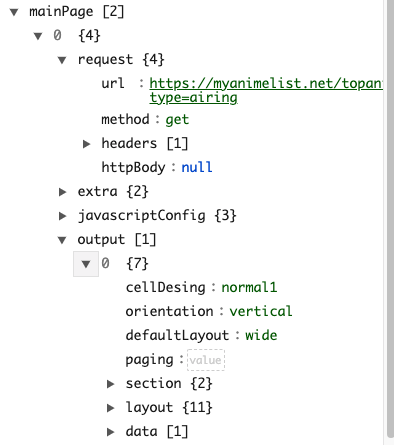 mainPage [2]
0 {4}
request {4}
url : https://myanimelist.net/topan
type=airing
method : get
headers [1]
httpBody : null
extra {2}
javascriptConfig {3}
output [1]
0 {7}
cellDesing : normal1
orientation : vertical
defaultLayout : wide
paging : value
section {2}
layout {11}
data [1]